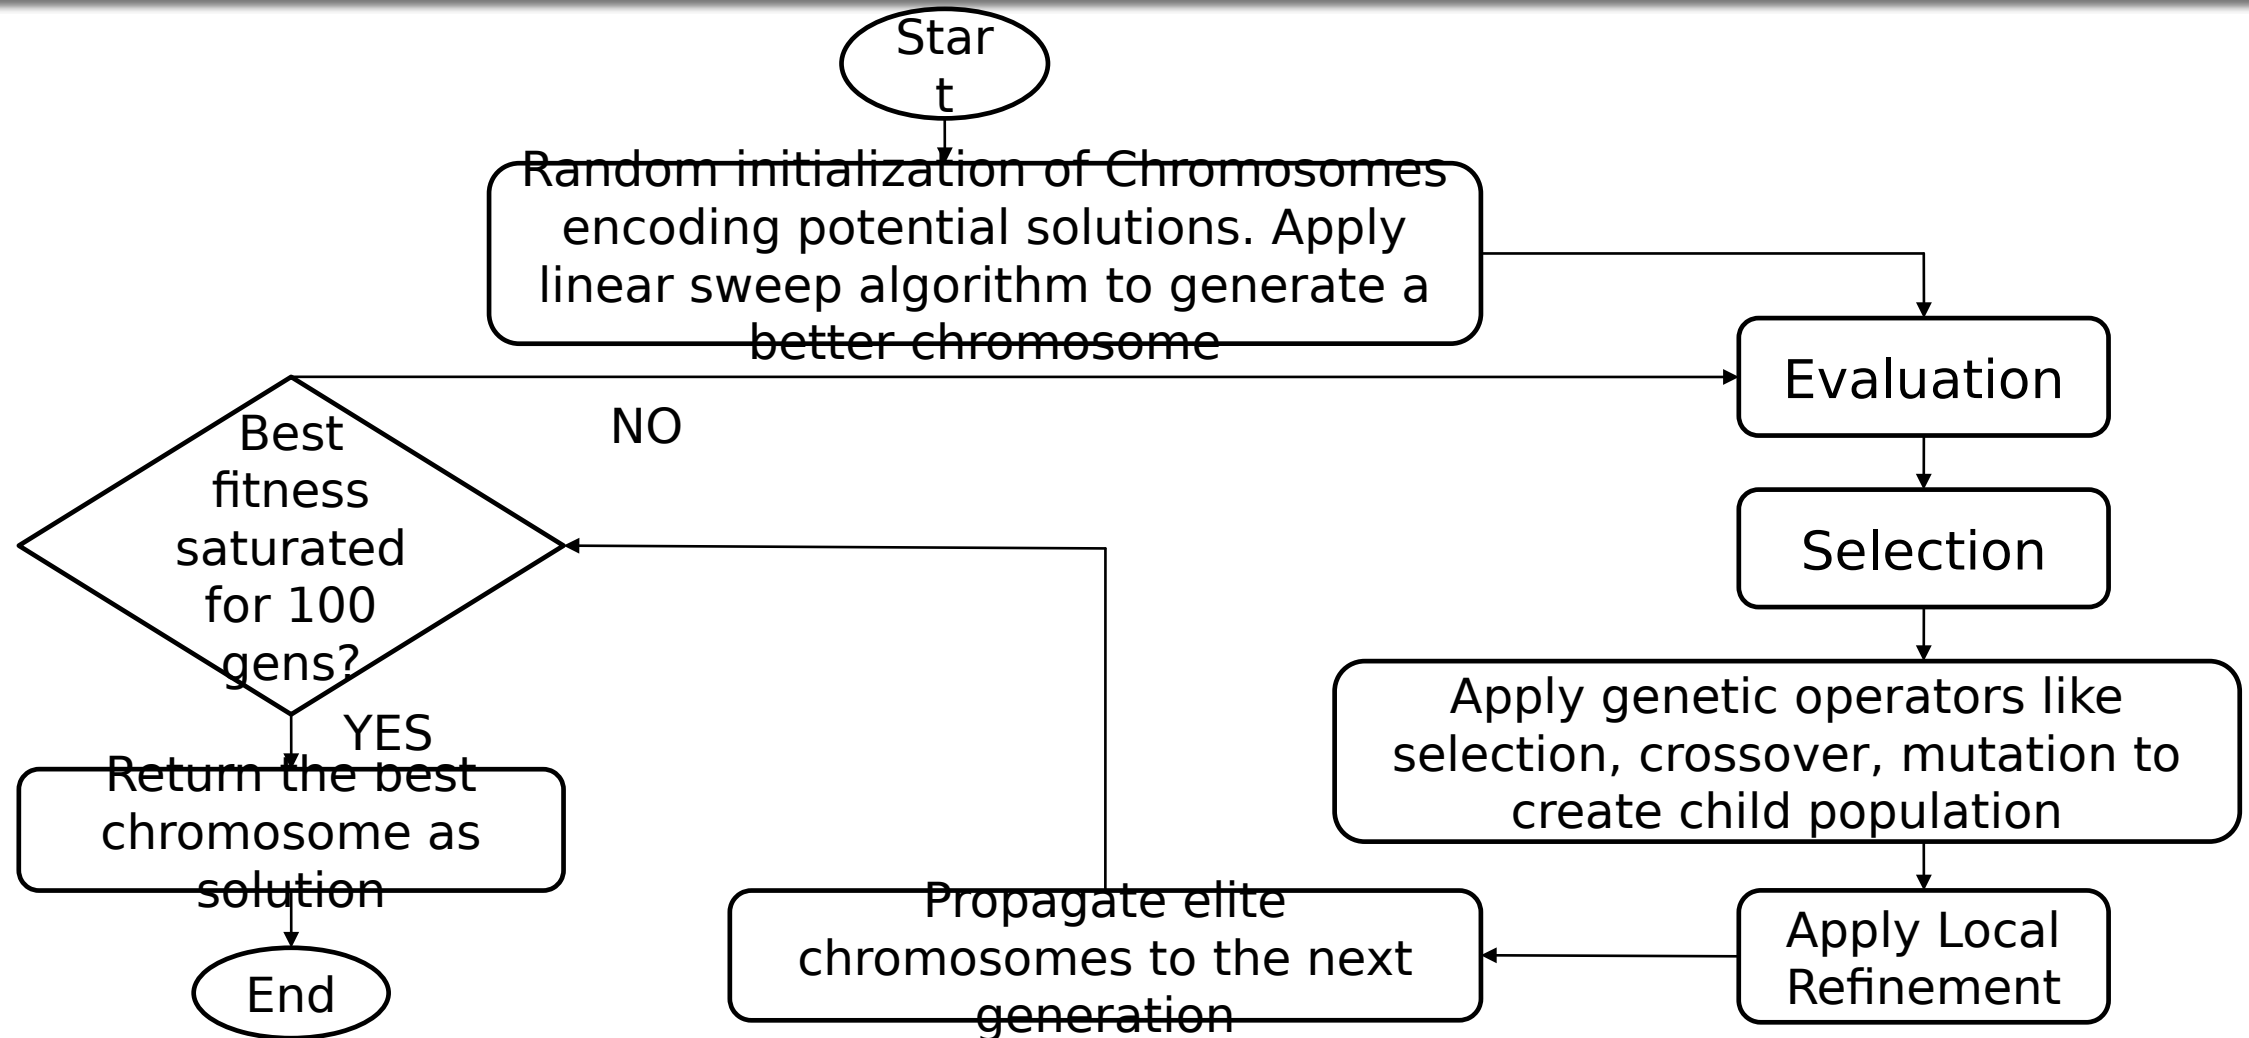 Star
t
Random initialization of Chromosomes
encoding potential solutions. Apply
linear sweep algorithm to generate a
better chromosome
Evaluation
NO
Best
fitness
saturated
for 100
gens?
Selection
Apply genetic operators like
selection, crossover, mutation to
create child population
YES
Return the best
chromosome as
solution
Propagate elite
chromosomes to the next
generation
Apply Local
Refinement
End